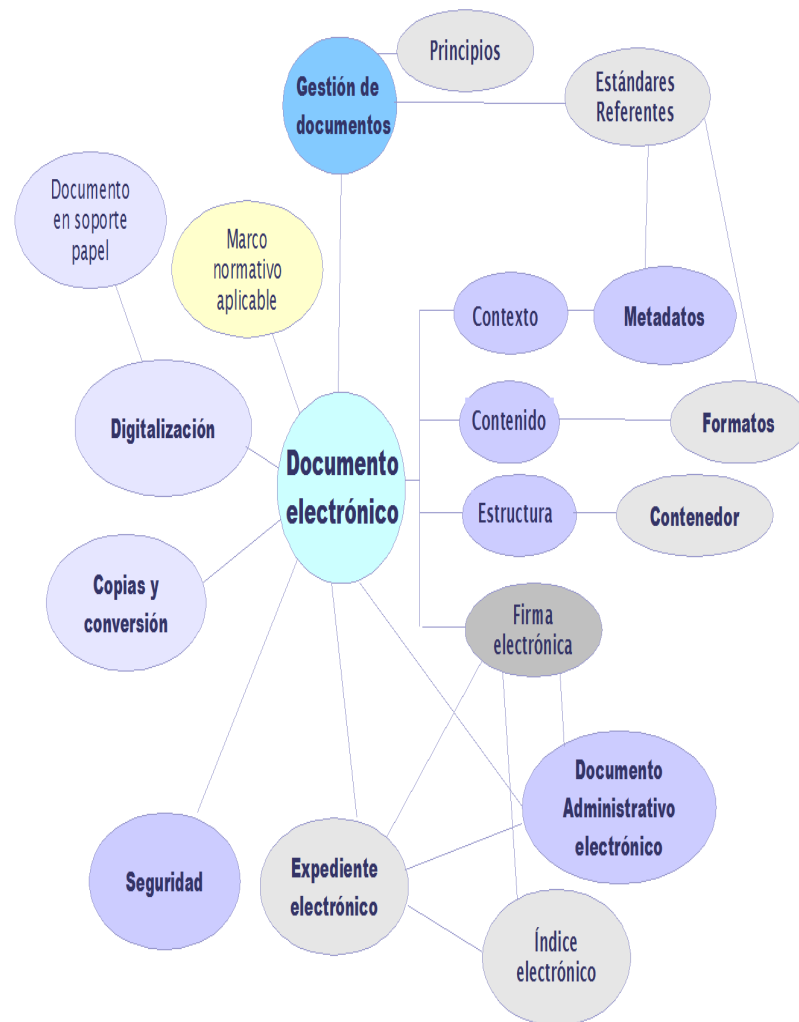 Principios
Gestión de
documentos
Estándares
Referentes
Documento
en soporte
papel
Marco
normativo
aplicable
Contexto
Metadatos
Digitalización
Contenido
Formatos
Documento
electrónico
Estructura
Contenedor
Copias y
conversión
Firma
electrónica
Documento
Administrativo
electrónico
Seguridad
Expediente
electrónico
Índice
electrónico